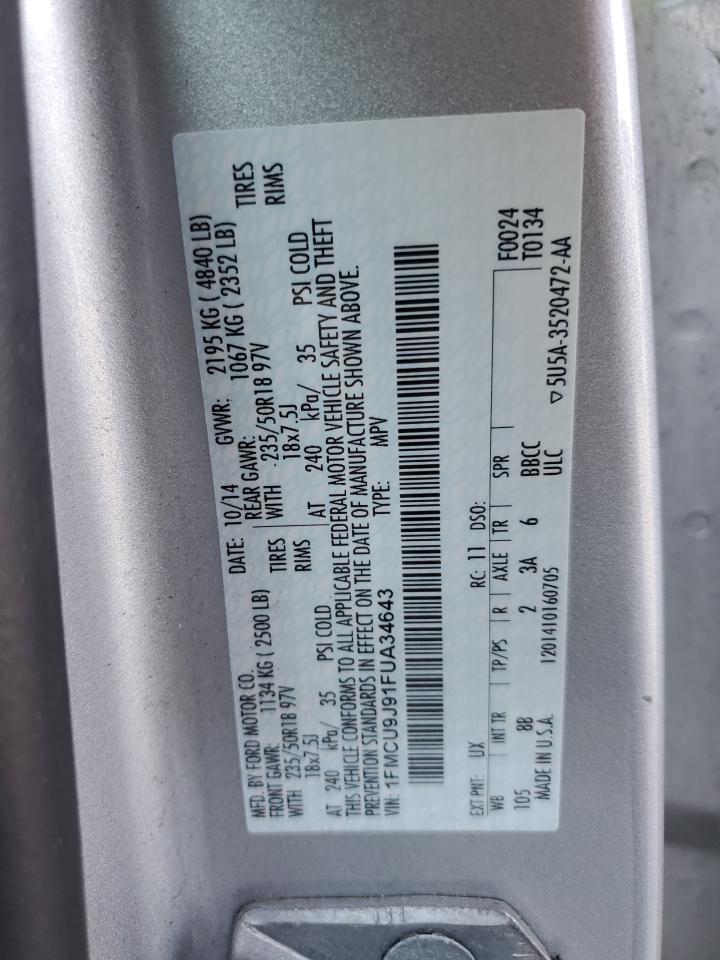 MFD. BY FORD MOTOR CO. DATE: 10/14 GVWR: 2195 KG ( 4840 LB)
FRONT GAWR: 1134 KG ( 2500 LB) REAR GAWR: 1067 KG ( 2352 LB)
WITH 235/50R18 97V TIRES WITH 235/50R18 97V TIRES
18x7.5J RIMS 18x7.5J RIMS
AT 240 kPa/ 35 PSI COLD AT 240 kPa/ 35 PSI COLD
THIS VEHICLE CONFORMS TO ALL APPLICABLE FEDERAL MOTOR VEHICLE SAFETY AND THEFT
PREVENTION STANDARDS IN EFFECT ON THE DATE OF MANUFACTURE SHOWN ABOVE.
VIN: 1FMCU9J91FUA34643 TYPE: MPV
EXT PNT: UX RC: 11 DSO:
WB INT TR TP/PS R AXLE TR SPR F0024
105 8B 2 3A 6 BBCC T0134
MADE IN U.S.A. 1201410160705 ULC ▽5U5A-3520472-AA